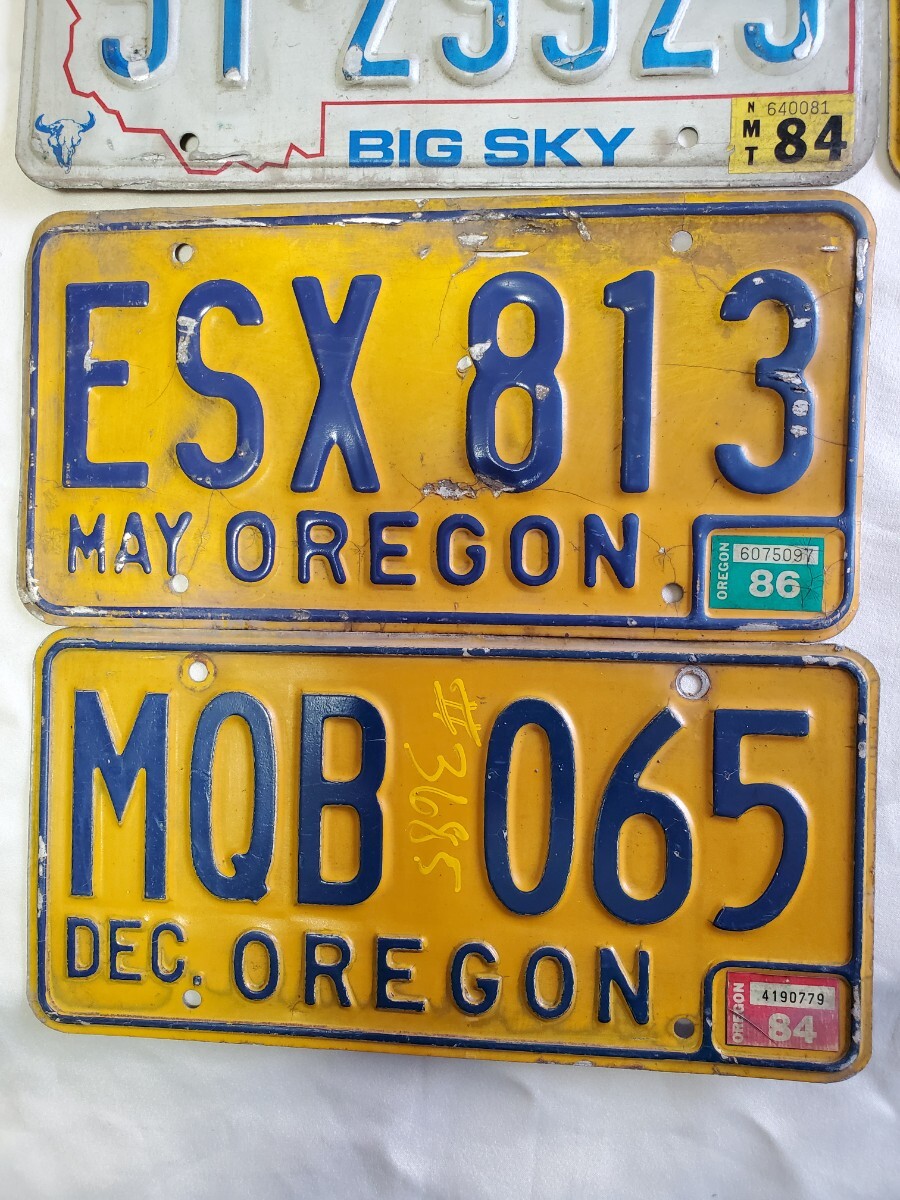 BIG SKY
N 640081
M 84
T
ESX 813
MAY OREGON
OREGON 6075097
86
MQB 065
#3685
DEC. OREGON
OREGON 4190779
84